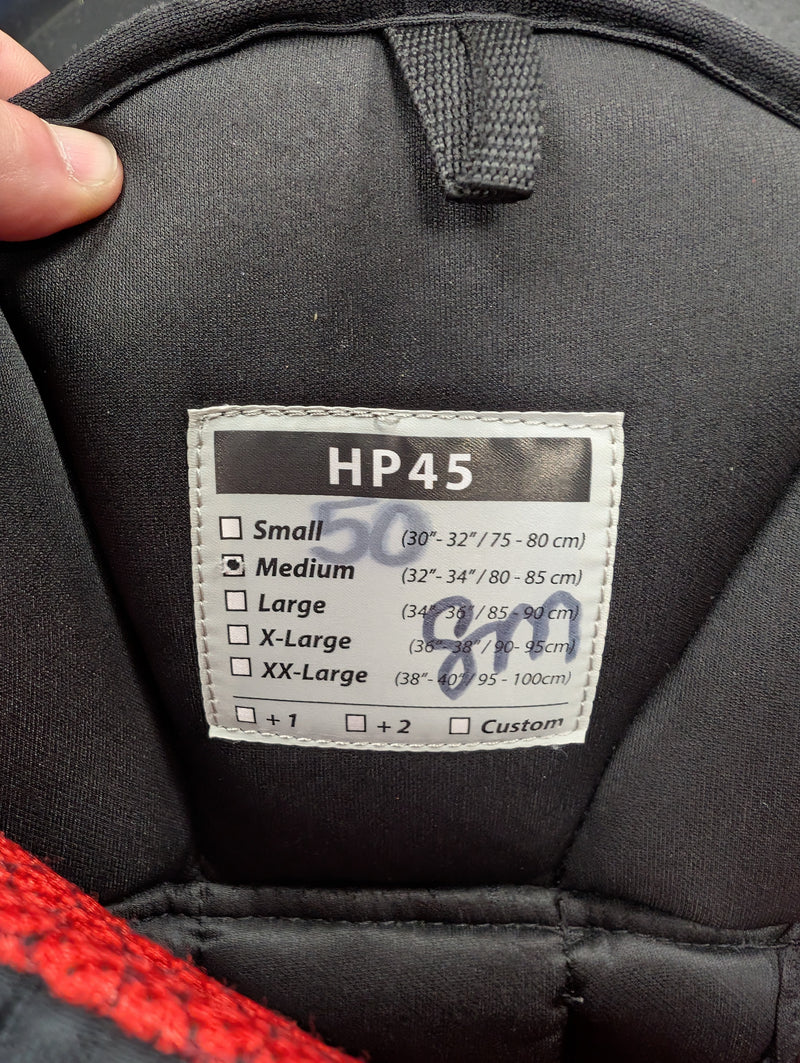 HP45
50
Small (30"- 32" / 75 - 80 cm)
Medium (32"- 34" / 80 - 85 cm)
Large (34"- 36" / 85- 90 cm)
X-Large (36"- 38" / 90- 95cm)
XX-Large (38"- 40" / 95 - 100cm)
+ 1 + 2 Custom